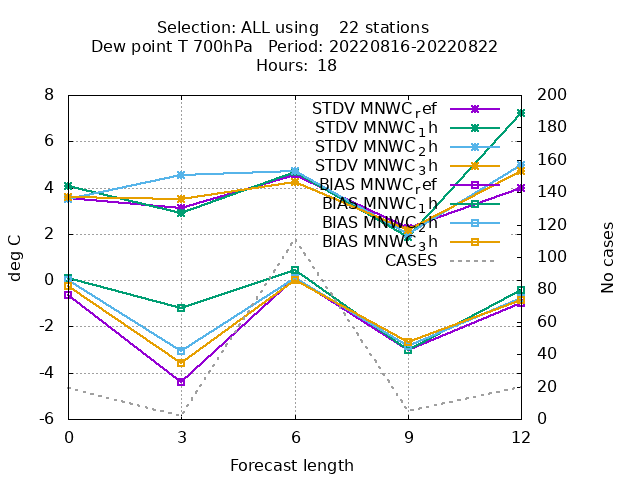 Selection: ALL using    22 stations
Dew point T 700hPa   Period: 20220816-20220822
Hours: 18
8
6
4
2
0
-2
-4
-6
deg C
STDV MNWC_ref
STDV MNWC_1h
STDV MNWC_2h
STDV MNWC_3h
BIAS MNWC_ref
BIAS MNWC_1h
BIAS MNWC_2h
BIAS MNWC_3h
CASES
200
180
160
140
120
100
80
60
40
20
0
No cases
0 3 6 9 12
Forecast length